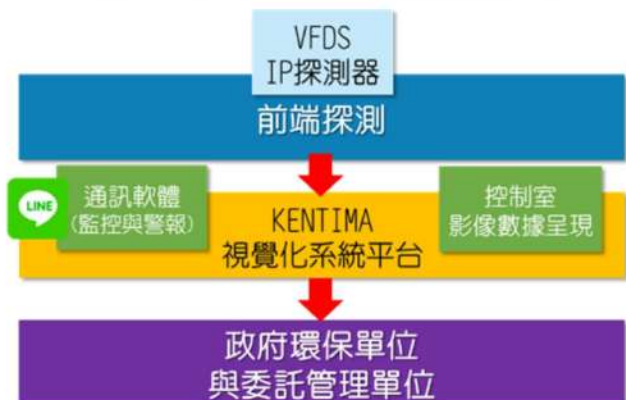 VFDS
IP探測器
前端探測
LINE
通訊軟體
(監控與警報)
KENTIMA
視覺化系統平台
控制室
影像數據呈現
政府環保單位
與委託管理單位